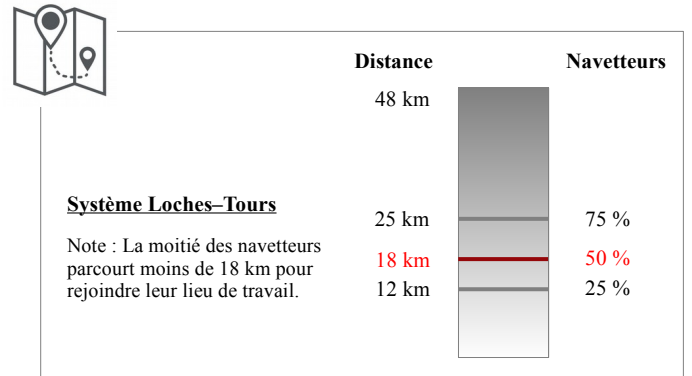 Distance Navetteurs
48 km
Système Loches–Tours
25 km 75 %
Note : La moitié des navetteurs
parcourt moins de 18 km pour
rejoindre leur lieu de travail.
18 km 50 %
12 km 25 %